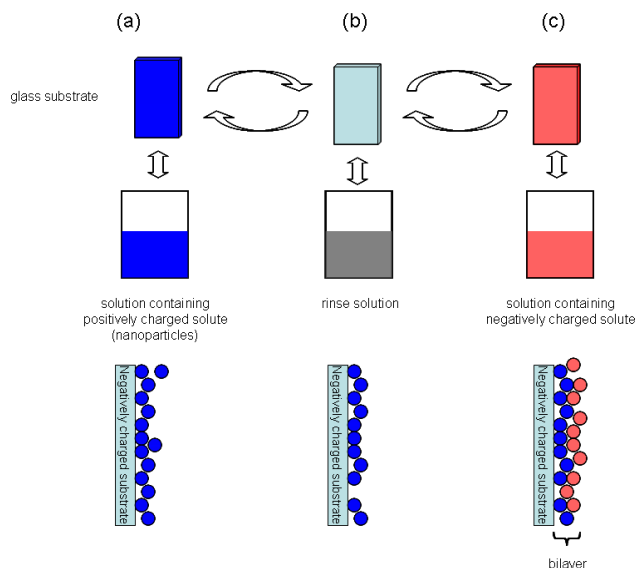 (a)
(b)
(c)
glass substrate
solution containing
positively charged solute
(nanoparticles)
rinse solution
solution containing
negatively charged solute
Negatively charged substrate
Negatively charged substrate
Negatively charged substrate
bilayer